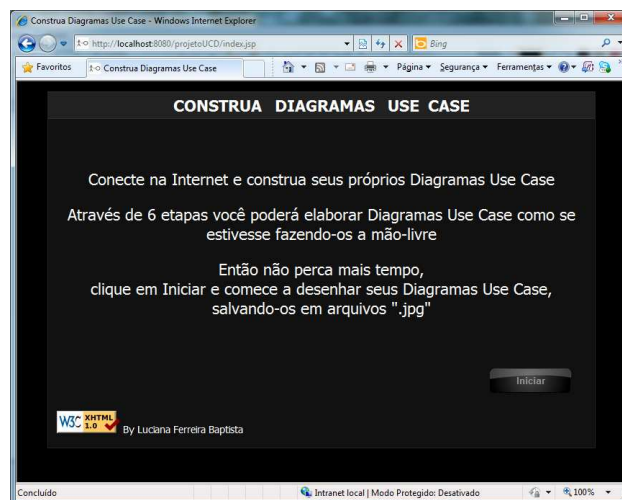 Construa Diagramas Use Case - Windows Internet Explorer
http://localhost:8080/projetoUCD/index.jsp
Bing
Favoritos
Construa Diagramas Use Case
Página
Segurança
Ferramentas
CONSTRUA DIAGRAMAS USE CASE
Conecte na Internet e construa seus próprios Diagramas Use Case
Através de 6 etapas você poderá elaborar Diagramas Use Case como se
estivesse fazendo-os a mão-livre
Então não perca mais tempo,
clique em Iniciar e comece a desenhar seus Diagramas Use Case,
salvando-os em arquivos ".jpg"
Iniciar
W3C XHTML 1.0
By Luciana Ferreira Baptista
Concluído
Intranet local | Modo Protegido: Desativado
100%